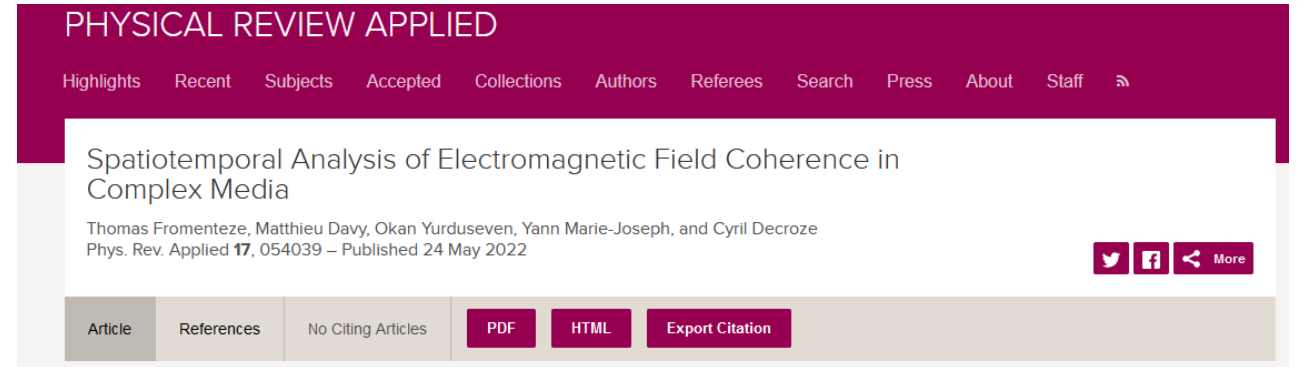 PHYSICAL REVIEW APPLIED
Highlights Recent Subjects Accepted Collections Authors Referees Search Press About Staff
Spatiotemporal Analysis of Electromagnetic Field Coherence in
Complex Media
Thomas Fromenteze, Matthieu Davy, Okan Yurduseven, Yann Marie-Joseph, and Cyril Decroze
Phys. Rev. Applied 17, 054039 – Published 24 May 2022
More
Article References No Citing Articles PDF HTML Export Citation